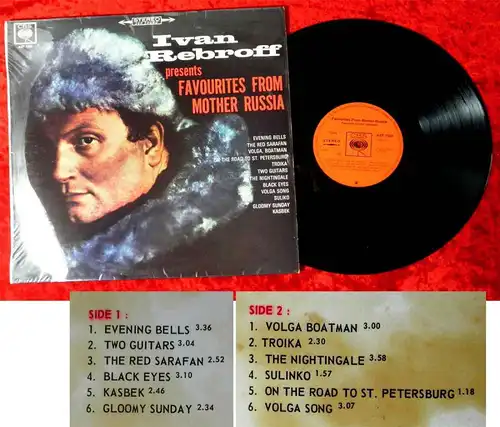 CBS
STEREO
Ivan
Rebroff
presents
FAVOURITES FROM
MOTHER RUSSIA
EVENING BELLS
THE RED SARAFAN
VOLGA, BOATMAN
ON THE ROAD TO ST. PETERSBURG
TROIKA
TWO GUITARS
THE NIGHTINGALE
BLACK EYES
VOLGA SONG
SULIKO
GLOOMY SUNDAY
KASBEK
Favourites From Mother Russia
CBS
STEREO
SIDE 1 :
1. EVENING BELLS 3.36
2. TWO GUITARS 3.04
3. THE RED SARAFAN 2.52
4. BLACK EYES 3.10
5. KASBEK 2.46
6. GLOOMY SUNDAY 2.34
SIDE 2 :
1. VOLGA BOATMAN 3.00
2. TROIKA 2.30
3. THE NIGHTINGALE 3.58
4. SULINKO 1.57
5. ON THE ROAD TO ST. PETERSBURG 1.18
6. VOLGA SONG 3.07